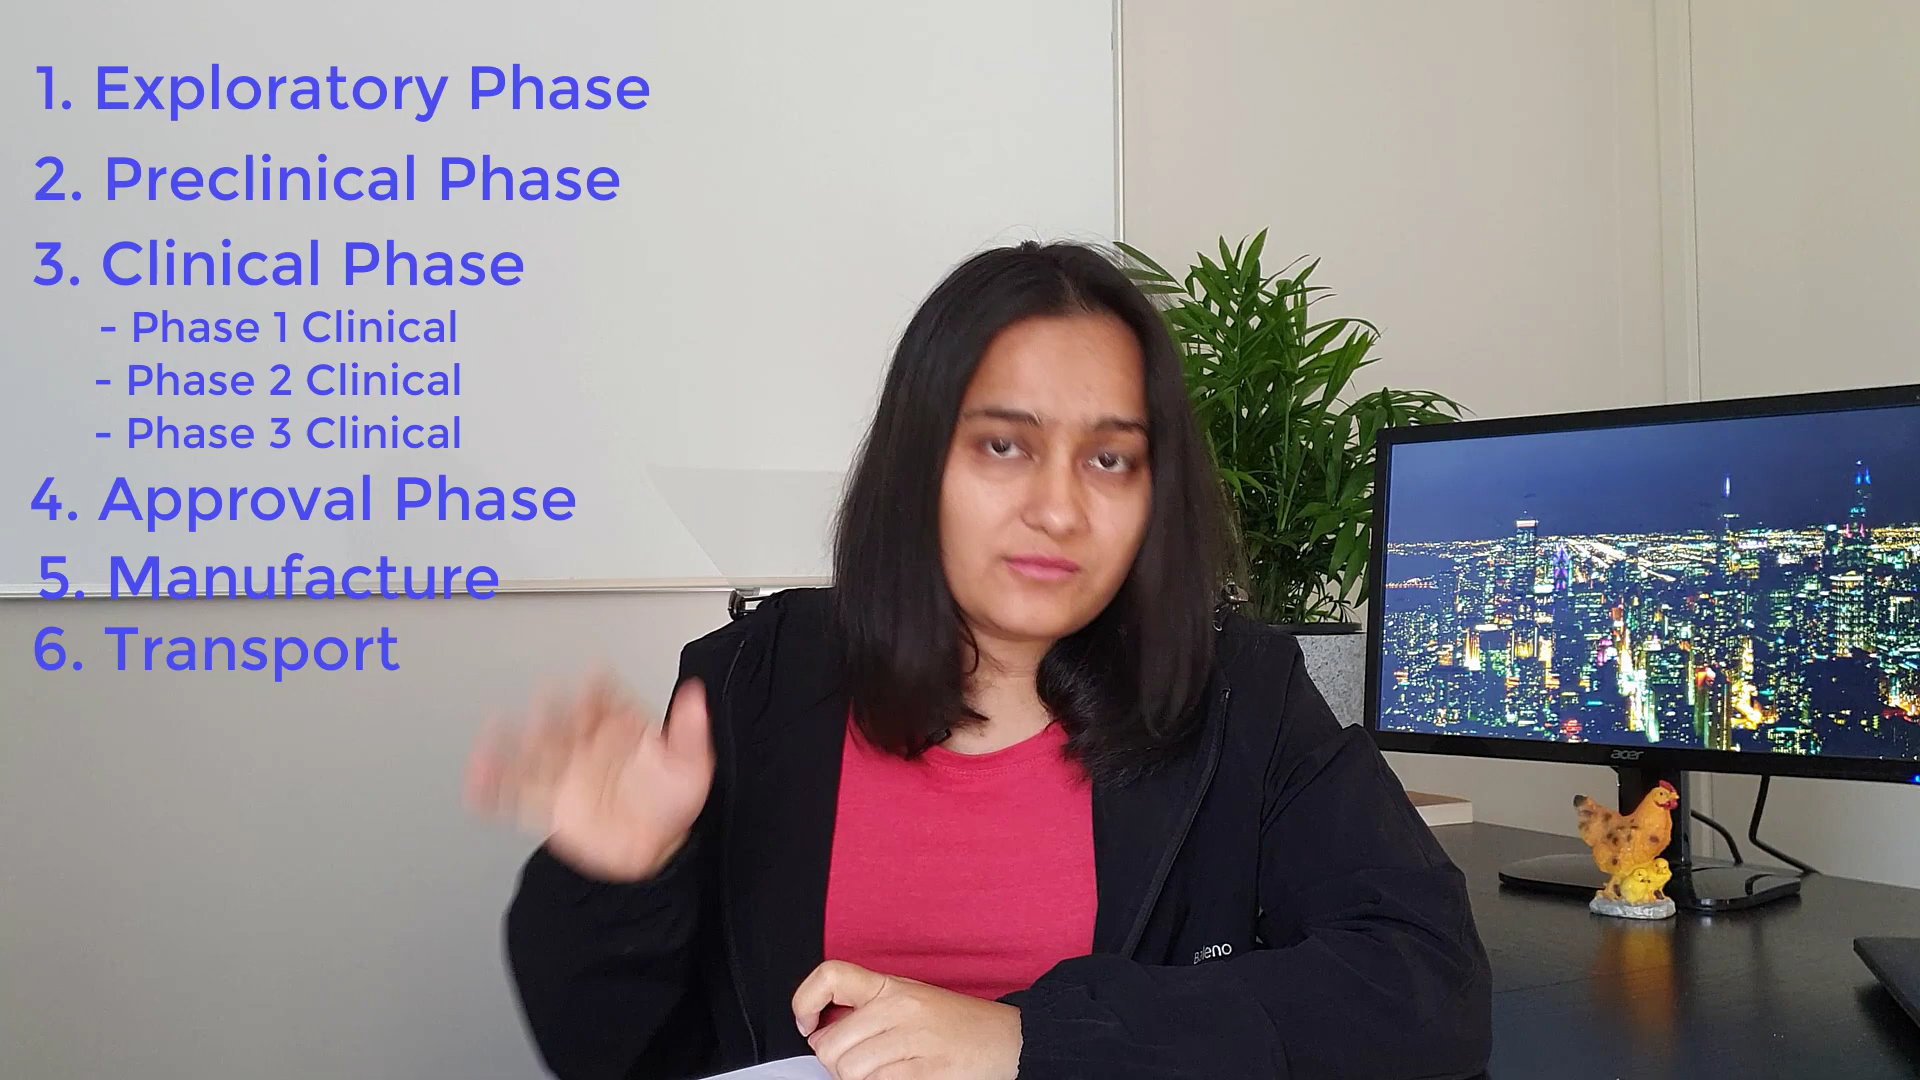 1. Exploratory Phase
2. Preclinical Phase
3. Clinical Phase
- Phase 1 Clinical
- Phase 2 Clinical
- Phase 3 Clinical
4. Approval Phase
5. Manufacture
6. Transport
acer
Baleno